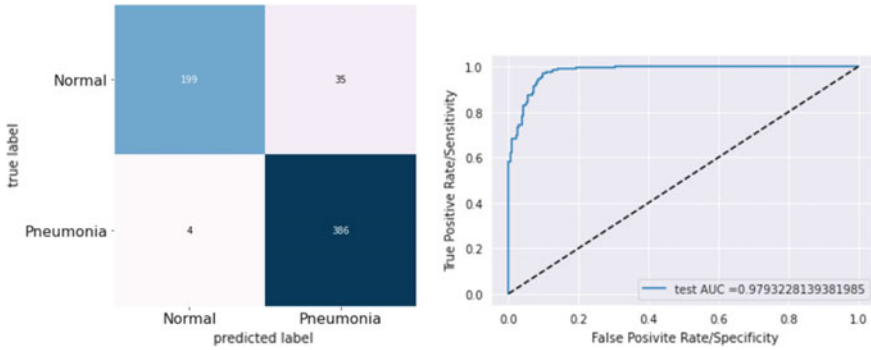 Normal
199
35
true label
Pneumonia
4
386
Normal
Pneumonia
predicted label
1.0
0.8
0.6
0.4
0.2
0.0
True Positive Rate/Sensitivity
test AUC =0.9793228139381985
0.0
0.2
0.4
0.6
0.8
1.0
False Posivite Rate/Specificity